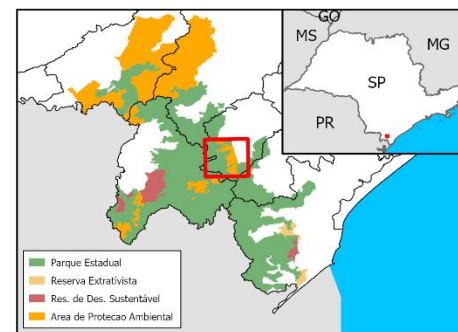 GO
MS
MG
SP
PR
Parque Estadual
Reserva Extrativista
Res. de Des. Sustentável
Area de Protecao Ambiental